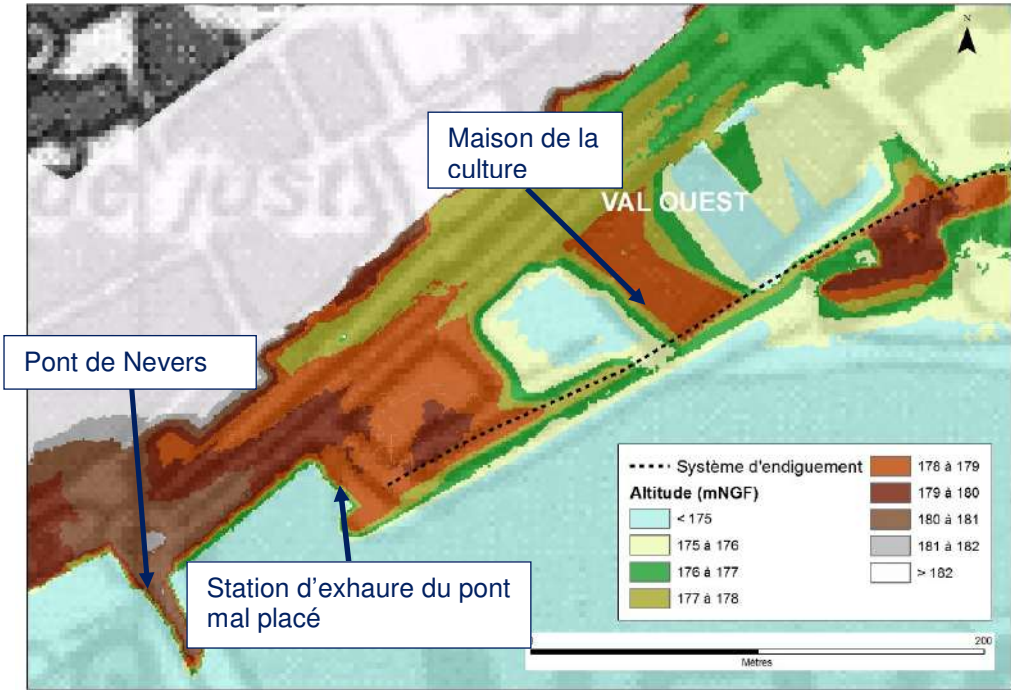 N
Maison de la
culture
VAL OUEST
Pont de Nevers
Station d'exhaure du pont
mal placé
Système d'endiguement
Altitude (mNGF)
< 175
175 à 176
176 à 177
177 à 178
178 à 179
179 à 180
180 à 181
181 à 182
> 182
200
Mètres